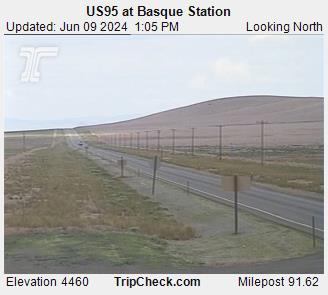 US95 at Basque Station
Updated: Jun 09 2024 1:05 PM Looking North
Elevation 4460 TripCheck.com Milepost 91.62